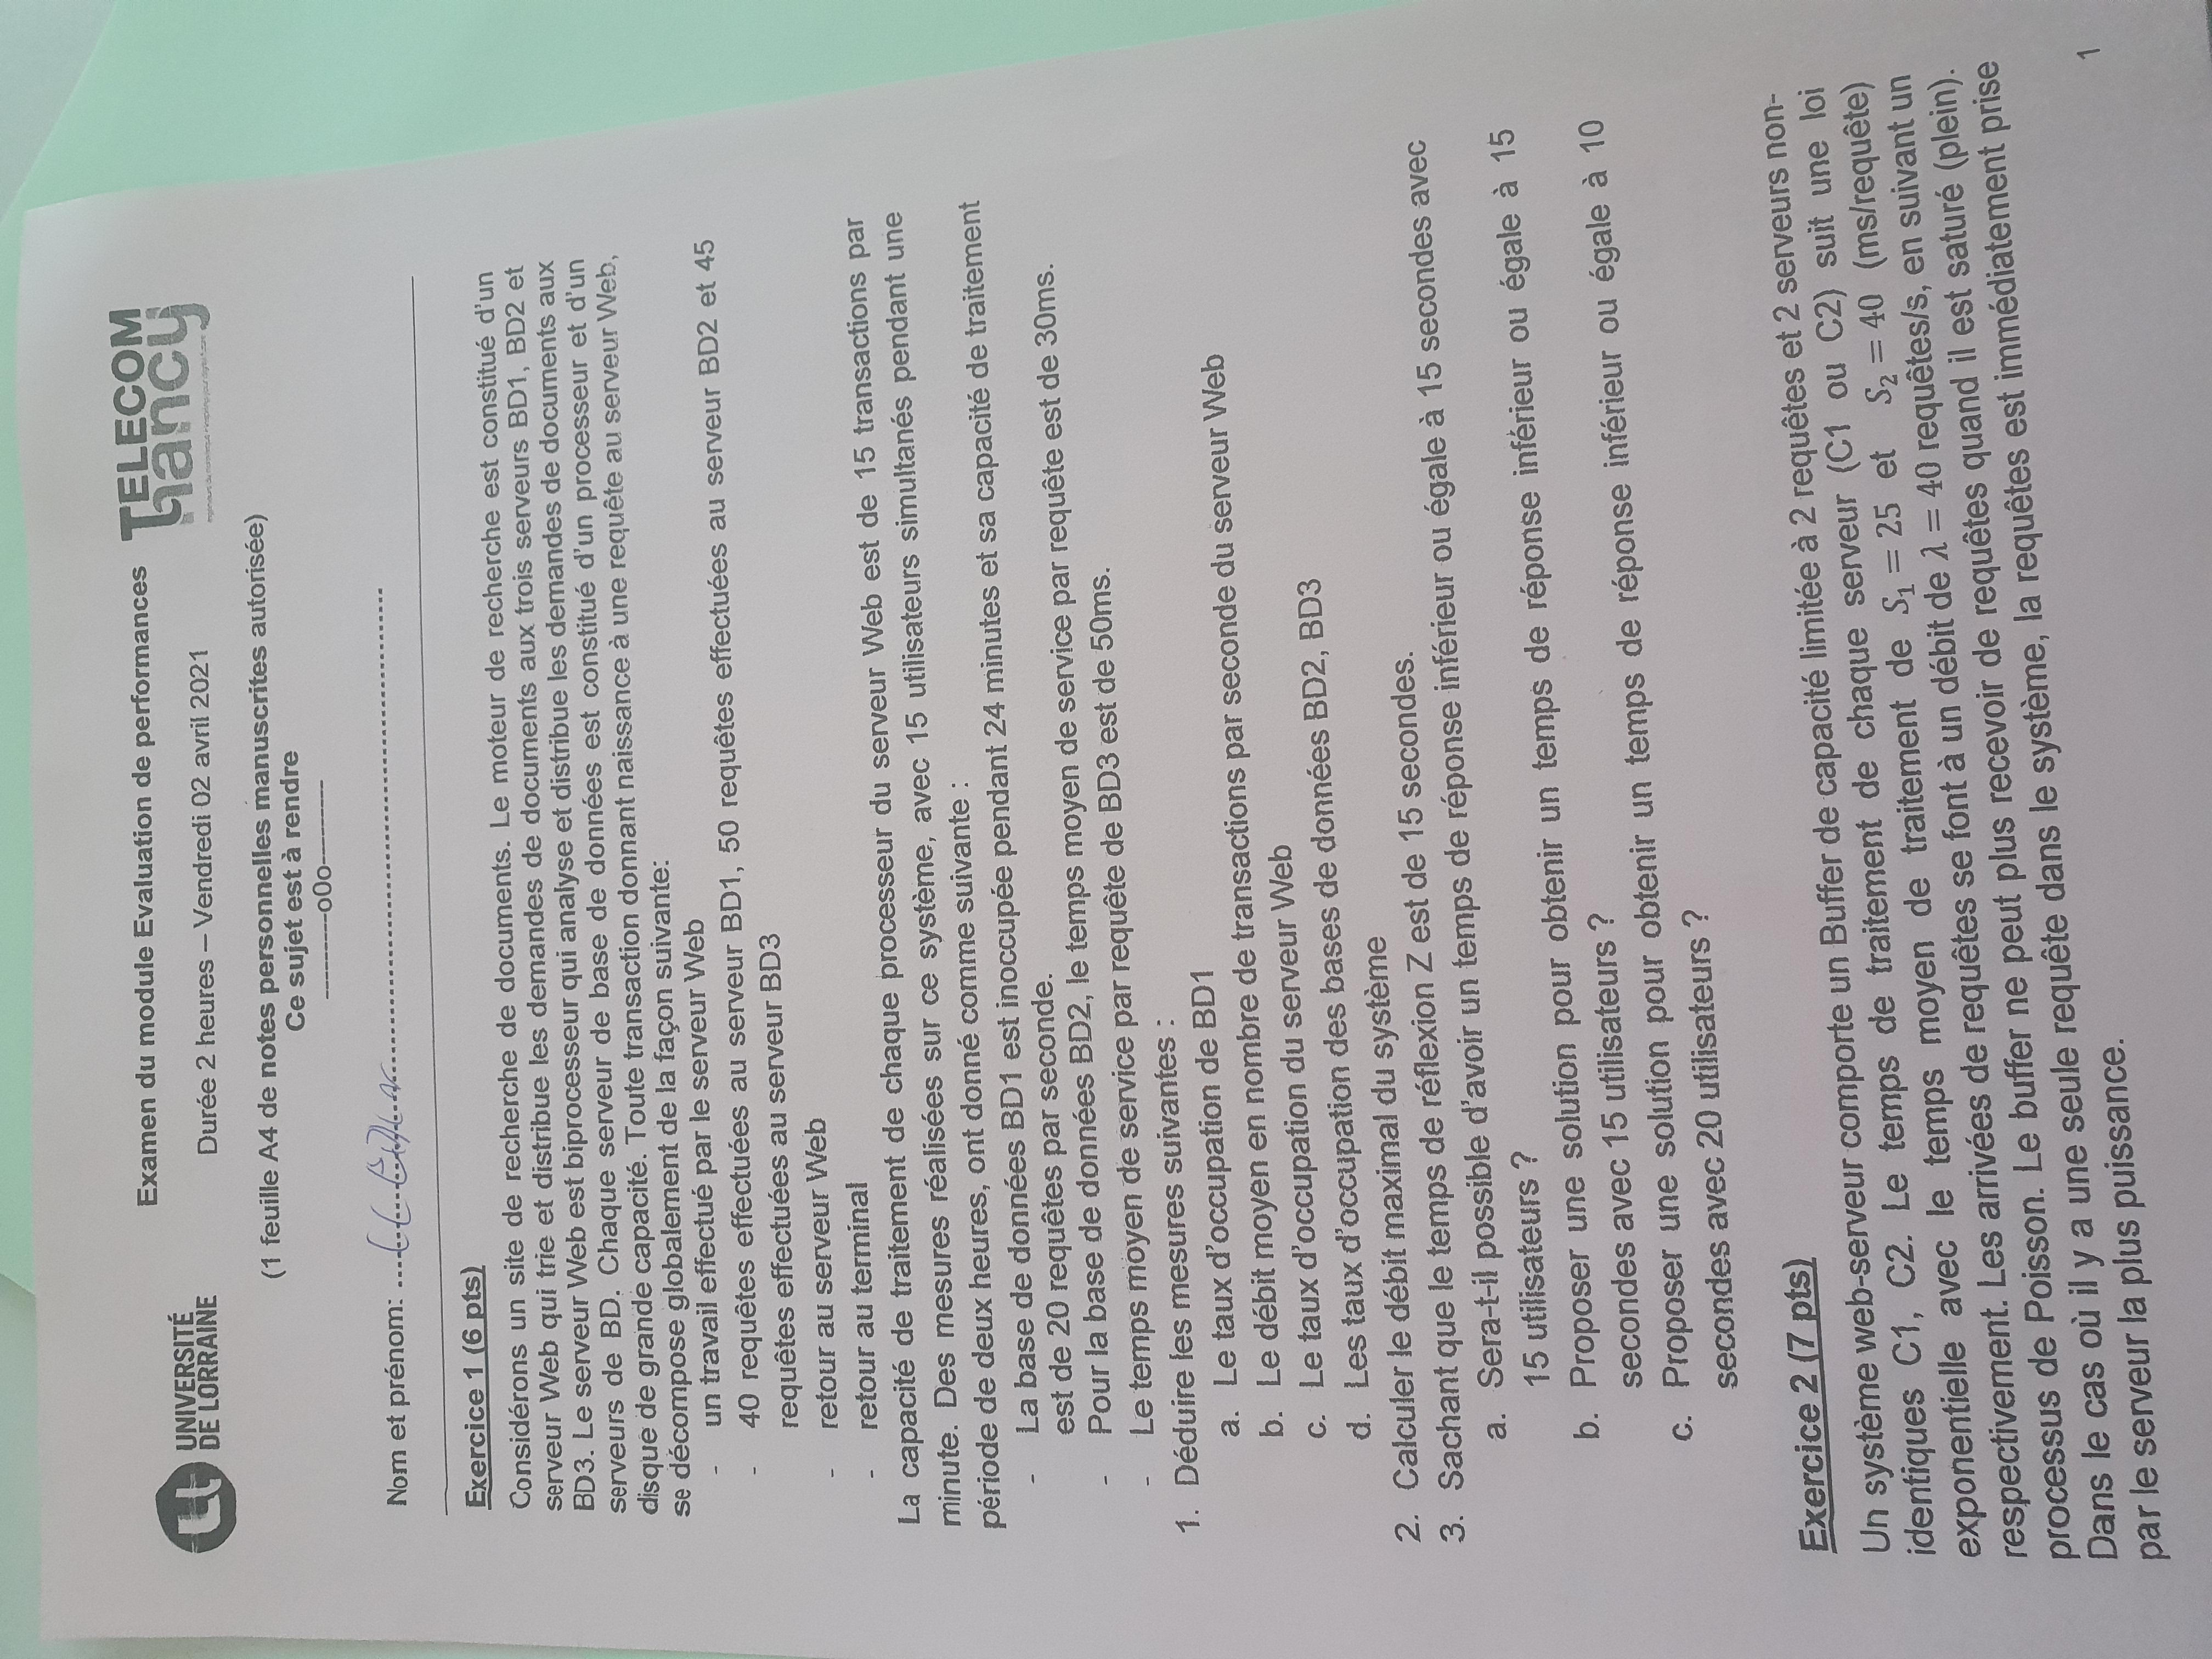 Examen du module Evaluation de performances
TELECOM
nancy
UNIVERSITÉ
DE LORRAINE
Durée 2 heures – Vendredi 02 avril 2021
(1 feuille A4 de notes personnelles manuscrites autorisée)
Ce sujet est à rendre
---------o0o---------
Nom et prénom:
Exercice 1 (6 pts)
Considérons un site de recherche de documents. Le moteur de recherche est constitué d'un
serveur Web qui trie et distribue les demandes de documents aux trois serveurs BD1, BD2 et
BD3. Le serveur Web est biprocesseur qui analyse et distribue les demandes de documents aux
serveurs de BD. Chaque serveur de base de données est constitué d'un processeur et d'un
disque de grande capacité. Toute transaction donnant naissance à une requête au serveur Web,
se décompose globalement de la façon suivante:
- un travail effectué par le serveur Web
- 40 requêtes effectuées au serveur BD1, 50 requêtes effectuées au serveur BD2 et 45
requêtes effectuées au serveur BD3
- retour au serveur Web
- retour au terminal
La capacité de traitement de chaque processeur du serveur Web est de 15 transactions par
minute. Des mesures réalisées sur ce système, avec 15 utilisateurs simultanés pendant une
période de deux heures, ont donné comme suivante :
- La base de données BD1 est inoccupée pendant 24 minutes et sa capacité de traitement
est de 20 requêtes par seconde.
- Pour la base de données BD2, le temps moyen de service par requête est de 30ms.
- Le temps moyen de service par requête de BD3 est de 50ms.
1. Déduire les mesures suivantes :
a. Le taux d'occupation de BD1
b. Le débit moyen en nombre de transactions par seconde du serveur Web
c. Le taux d'occupation du serveur Web
d. Les taux d'occupation des bases de données BD2, BD3
2. Calculer le débit maximal du système
3. Sachant que le temps de réflexion Z est de 15 secondes.
a. Sera-t-il possible d'avoir un temps de réponse inférieur ou égale à 15 secondes avec
15 utilisateurs ?
b. Proposer une solution pour obtenir un temps de réponse inférieur ou égale à 15
secondes avec 15 utilisateurs ?
c. Proposer une solution pour obtenir un temps de réponse inférieur ou égale à 10
secondes avec 20 utilisateurs ?
Exercice 2 (7 pts)
Un système web-serveur comporte un Buffer de capacité limitée à 2 requêtes et 2 serveurs non-
identiques C1, C2. Le temps de traitement de chaque serveur (C1 ou C2) suit une loi
exponentielle avec le temps moyen de traitement de S₁ = 25 et S₂ = 40 (ms/requête)
respectivement. Les arrivées de requêtes se font à un débit de λ = 40 requêtes/s, en suivant un
processus de Poisson. Le buffer ne peut plus recevoir de requêtes quand il est saturé (plein).
Dans le cas où il y a une seule requête dans le système, la requêtes est immédiatement prise
par le serveur la plus puissance.
1